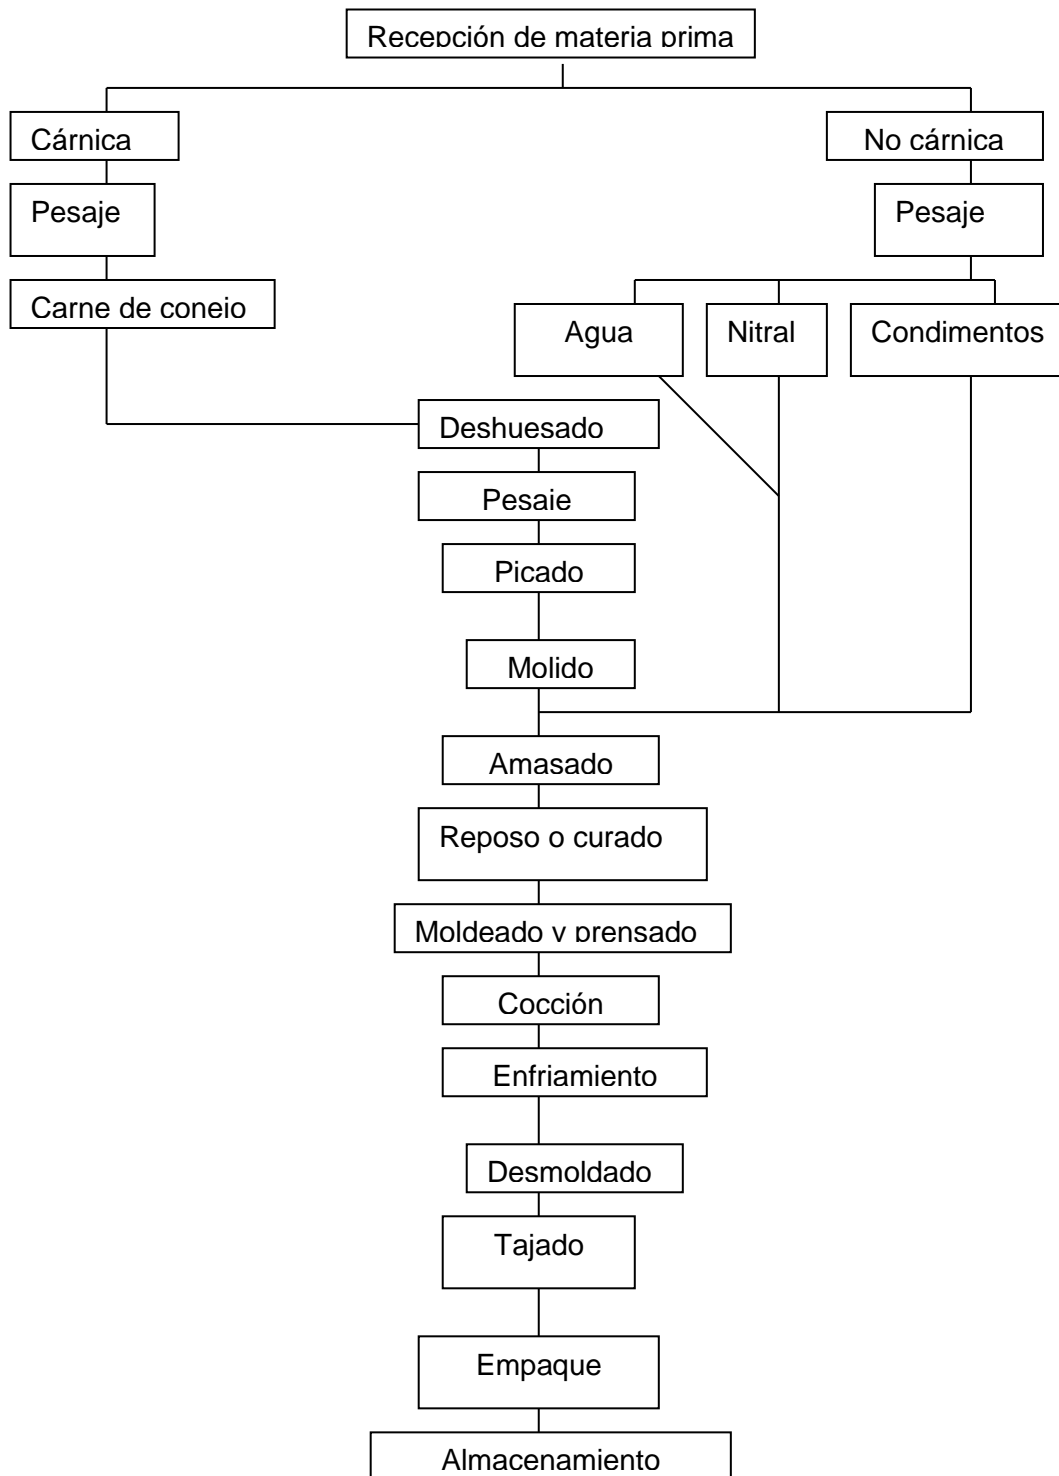 Recepción de materia prima
Cárnica
No cárnica
Pesaje
Pesaje
Carne de conejo
Agua
Nitral
Condimentos
Deshuesado
Pesaje
Picado
Molido
Amasado
Reposo o curado
Moldeado y prensado
Cocción
Enfriamiento
Desmoldado
Tajado
Empaque
Almacenamiento